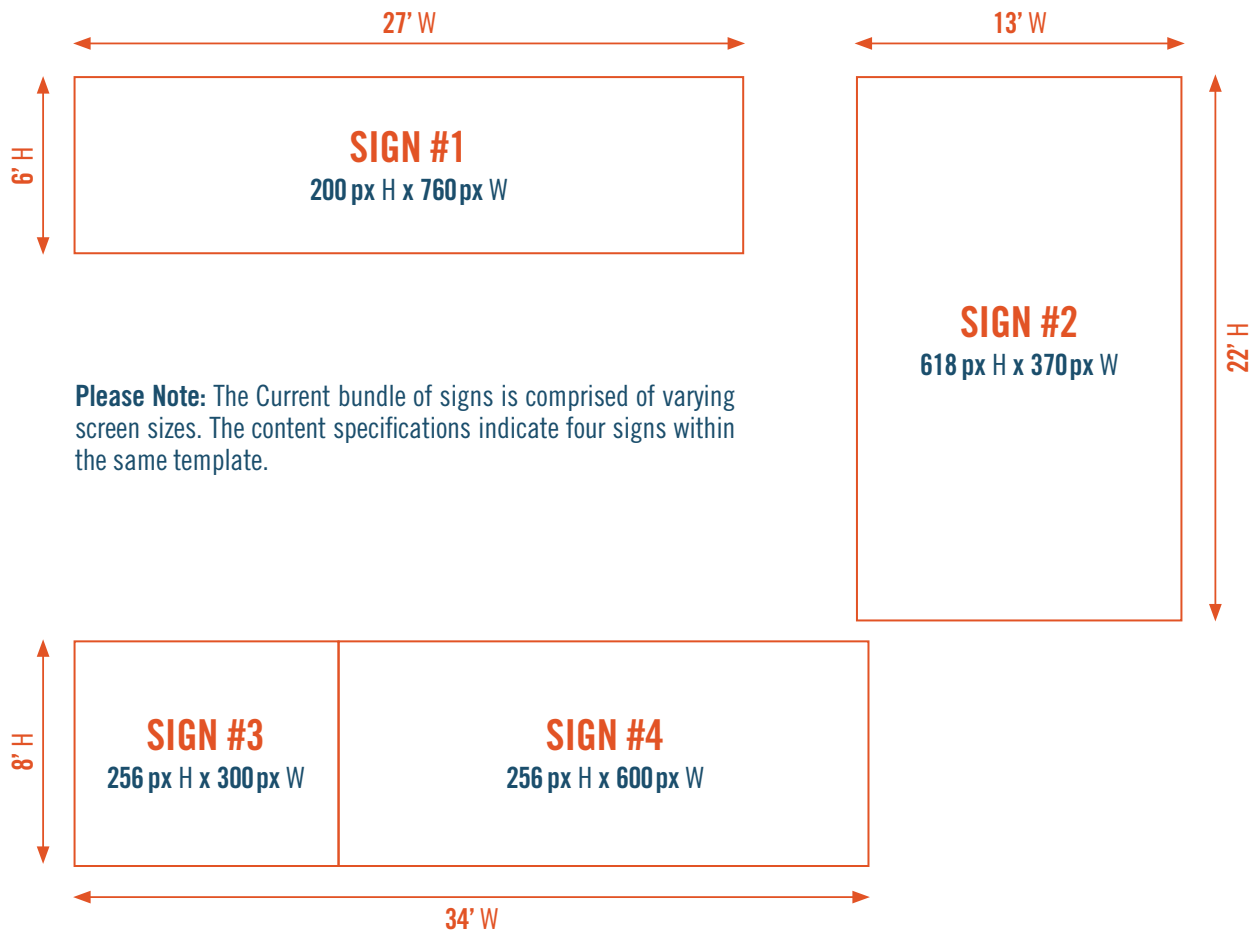 27’ W
13’ W
6’ H
SIGN #1
200 px H x 760 px W
SIGN #2
618 px H x 370 px W
22’ H
Please Note: The Current bundle of signs is comprised of varying
screen sizes. The content specifications indicate four signs within
the same template.
8’ H
SIGN #3
256 px H x 300 px W
SIGN #4
256 px H x 600 px W
34’ W